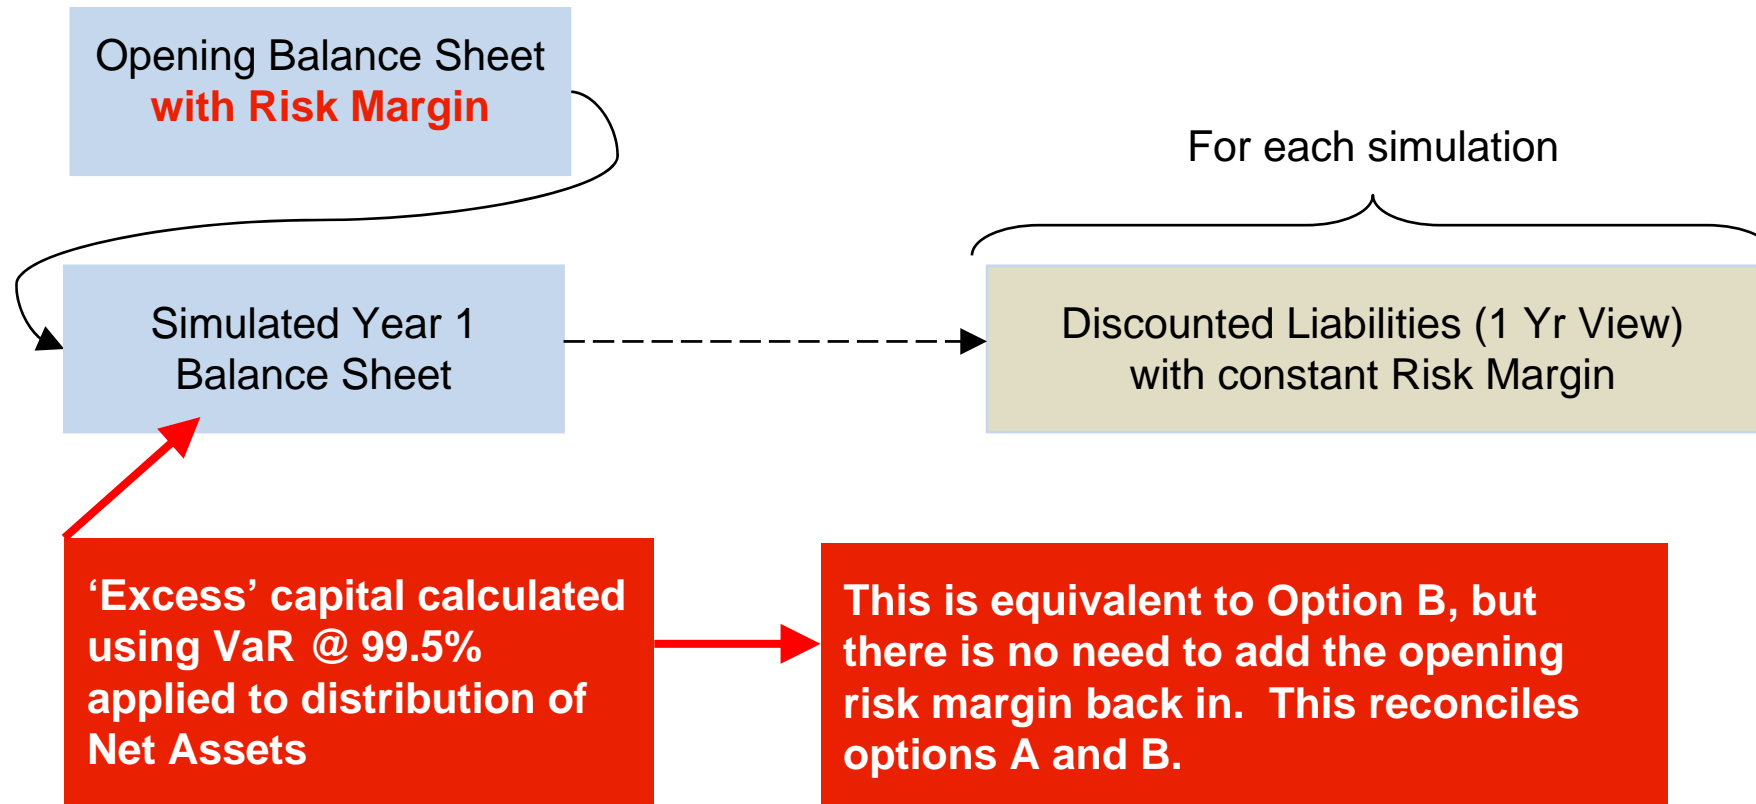 Opening Balance Sheet
with Risk Margin
For each simulation
Simulated Year 1
Balance Sheet
Discounted Liabilities (1 Yr View)
with constant Risk Margin
‘Excess’ capital calculated
using VaR @ 99.5%
applied to distribution of
Net Assets
This is equivalent to Option B, but
there is no need to add the opening
risk margin back in.  This reconciles
options A and B.